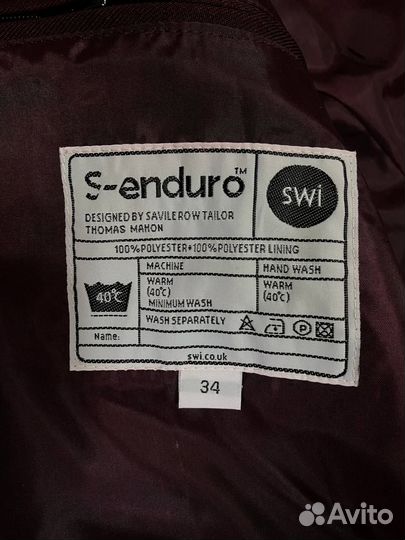 S-enduro™
swi
DESIGNED BY SAVILE ROW TAILOR
THOMAS MAHON
100%POLYESTER•100%POLYESTER LINING
40°C
MACHINE
WARM
(40°C)
MINIMUM WASH
HAND WASH
WARM
(40°C)
WASH SEPARATELY
P
Name:
swi.co.uk
34
Avito